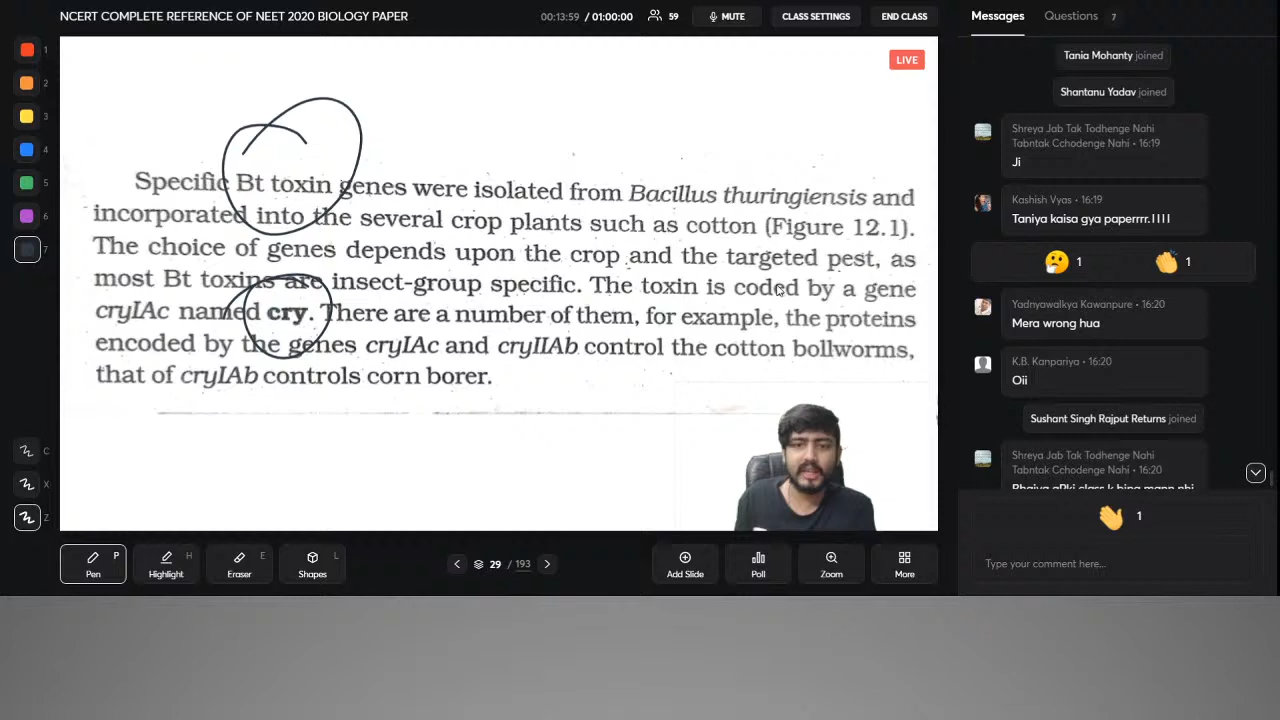 NCERT COMPLETE REFERENCE OF NEET 2020 BIOLOGY PAPER
00:13:59 / 01:00:00
59
MUTE
CLASS SETTINGS
END CLASS
Messages
Questions 7
LIVE
1
2
3
4
5
6
7
C
X
Z
Specific Bt toxin genes were isolated from Bacillus thuringiensis and
incorporated into the several crop plants such as cotton (Figure 12.1).
The choice of genes depends upon the crop and the targeted pest, as
most Bt toxins are insect-group specific. The toxin is coded by a gene
cryIAc named cry. There are a number of them, for example, the proteins
encoded by the genes cryIAc and cryIIAb control the cotton bollworms,
that of cryIAb controls corn borer.
Tania Mohanty joined
Shantanu Yadav joined
Shreya Jab Tak Todhenge Nahi
Tabntak Cchodenge Nahi • 16:19
Ji
Kashish Vyas • 16:19
Taniya kaisa gya paperrrr.!!!!
1
1
Yadnyawalkya Kawanpure • 16:20
Mera wrong hua
K.B. Kanpariya • 16:20
Oii
Sushant Singh Rajput Returns joined
Shreya Jab Tak Todhenge Nahi
Tabntak Cchodenge Nahi • 16:20
1
Type your comment here...
Pen P
Highlight H
Eraser E
Shapes L
29 / 193
Add Slide
Poll
Zoom
More